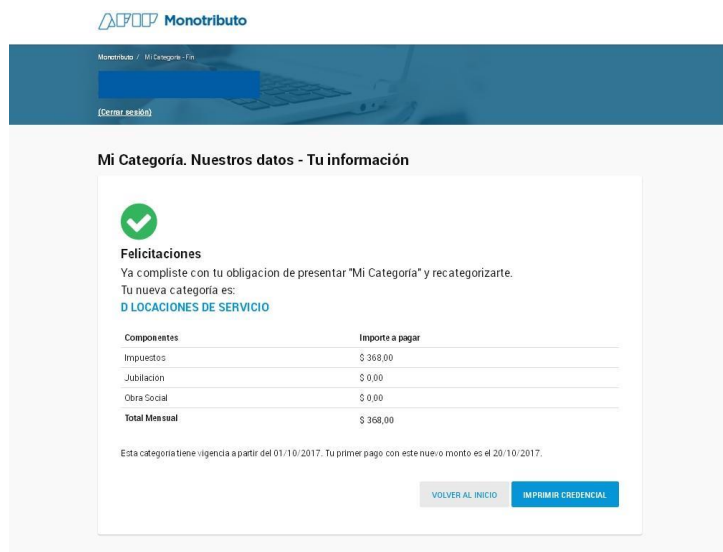 AFIP Monotributo
Monotributo / Mi Categoría - Fin
(Cerrar sesión)
Mi Categoría. Nuestros datos - Tu información
Felicitaciones
Ya compliste con tu obligacion de presentar "Mi Categoría" y recategorizarte.
Tu nueva categoría es:
D LOCACIONES DE SERVICIO
Componentes Importe a pagar
Impuestos $ 368,00
Jubilación $ 0,00
Obra Social $ 0,00
Total Mensual $ 368,00
Esta categoría tiene vigencia a partir del 01/10/2017. Tu primer pago con este nuevo monto es el 20/10/2017.
VOLVER AL INICIO IMPRIMIR CREDENCIAL